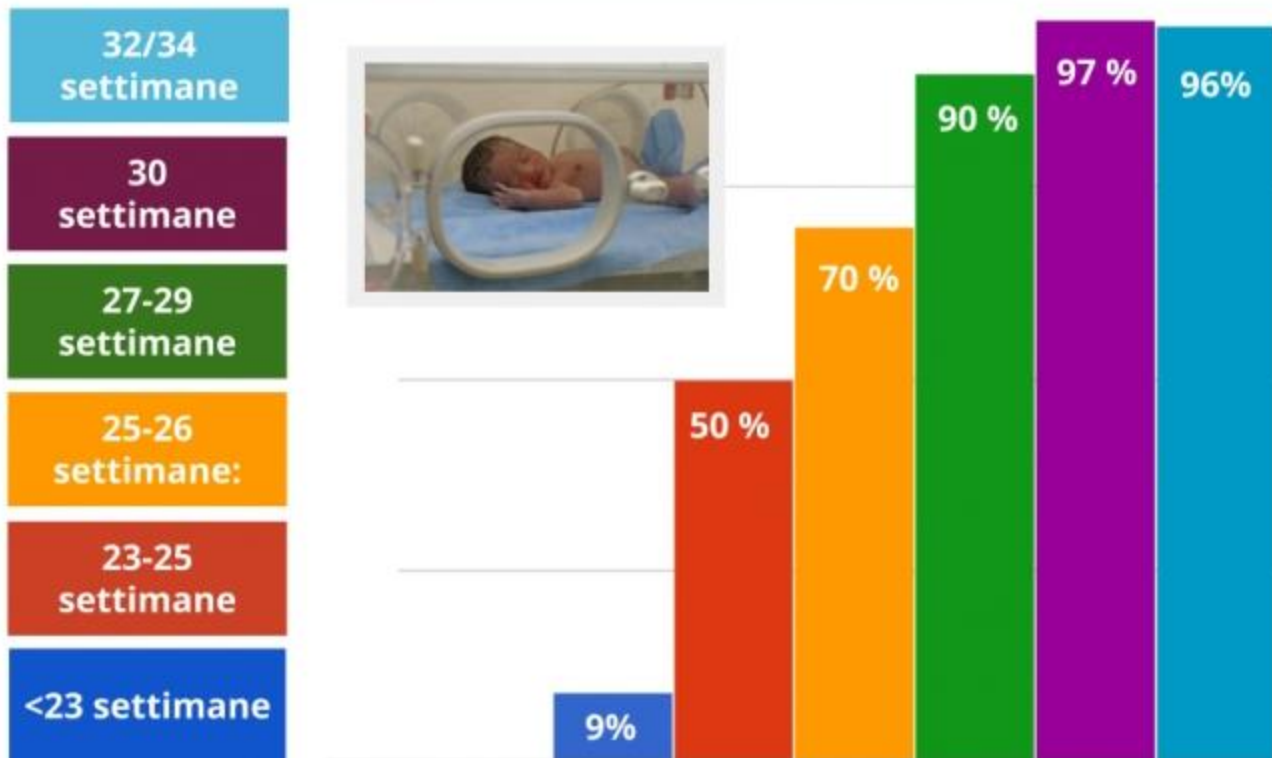 32/34
settimane
30
settimane
27-29
settimane
25-26
settimane:
23-25
settimane
<23 settimane
9%
50 %
70 %
90 %
97 %
96%